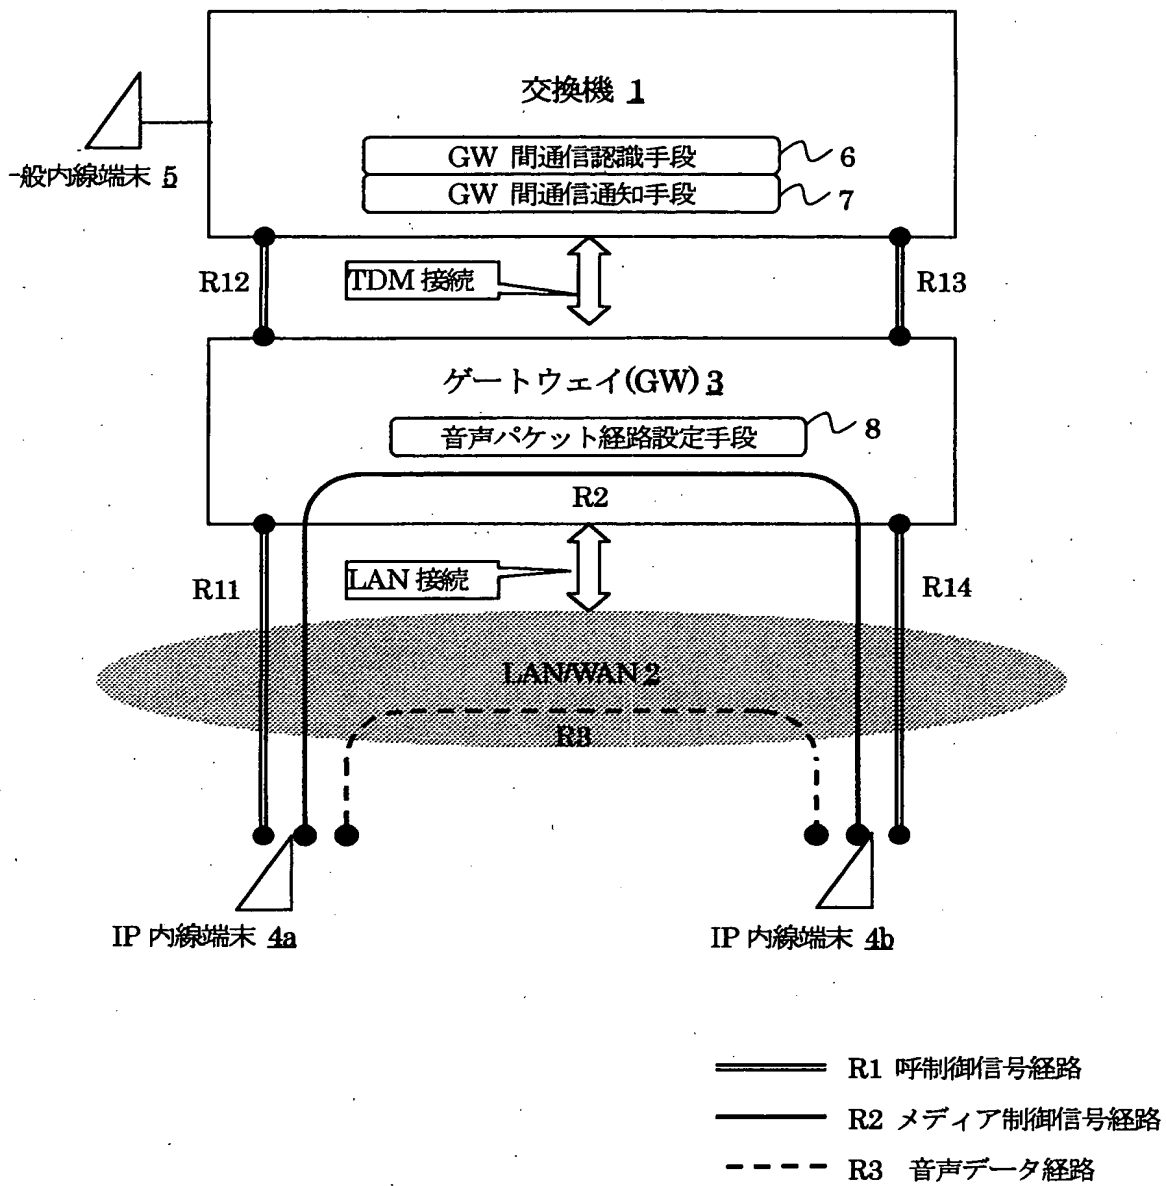 交換機 1
GW 間通信認識手段
6
GW 間通信通知手段
7
一般内線端末 5
R12
TDM 接続
R13
ゲートウェイ(GW) 3
音声パケット経路設定手段
8
R2
R11
LAN 接続
R14
LAN/WAN 2
R3
IP 内線端末 4a
IP 内線端末 4b
R1 呼制御信号経路
R2 メディア制御信号経路
R3 音声データ経路